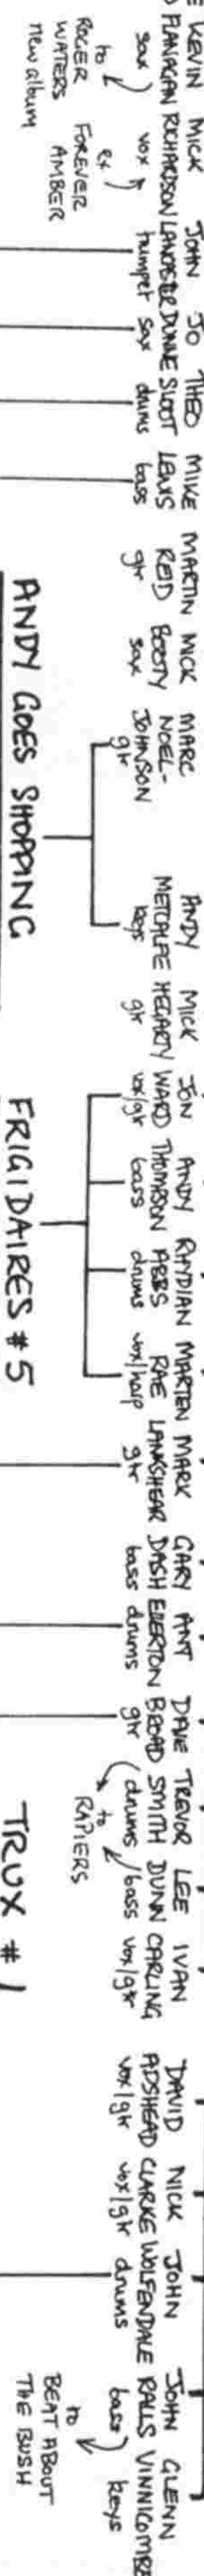 KEVIN MICK JOHN JO THEO MIKE MARTIN MICK MARC ANDY MICK JON ANDY RHYDIAN MARTEN MARK GARY ANT DAVE TREVOR LEE IVAN DAVID NICK JOHN JOHN GLENN
FLANAGAN RICHARDSON LANCASTER DUNNE SLOOT LEWIS REID BOOTY NOEL- METCALFE HEGARTY WARD THOMPSON ABBS RAE LANKSHEAR DASH EDERTON BROAD SMITH DUNN CARLING ADSHEAD CLARKE WOLFENDALE RALLS VINNICOMBE
JOHNSON
sax vox trumpet sax drums bass gtr sax gtr keys gtr vox/gtr bass drums vox/harp gtr bass drums gtr drums bass vox/gtr vox/gtr vox/gtr drums bass keys
to ex to to
ROGER FOREVER RAPIERS BEAT ABOUT
WATERS AMBER THE BUSH
new album
ANDY GOES SHOPPING FRIGIDAIRES #5 TRUX #1